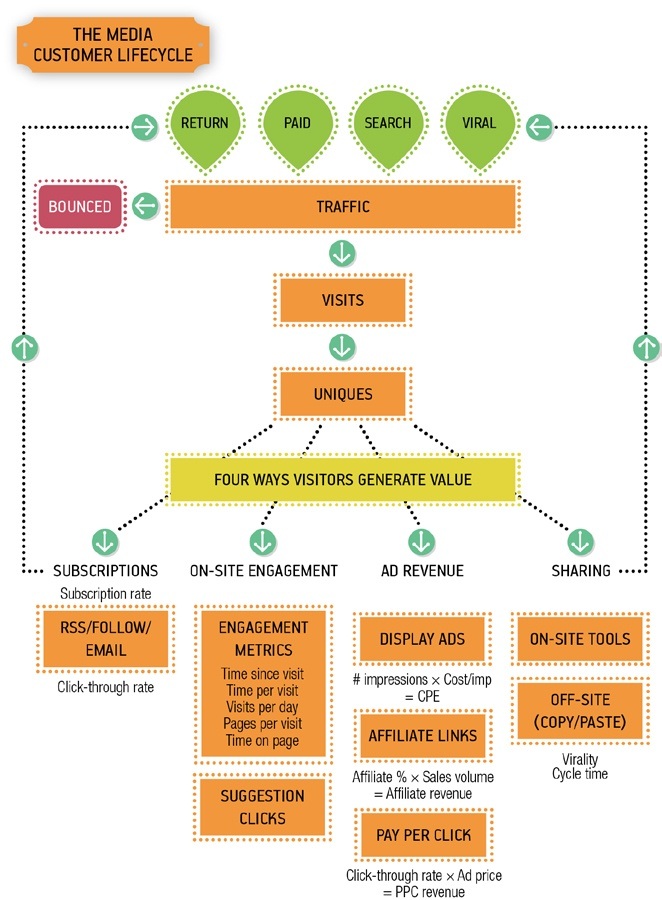 THE MEDIA
CUSTOMER LIFECYCLE
RETURN
PAID
SEARCH
VIRAL
BOUNCED
TRAFFIC
VISITS
UNIQUES
FOUR WAYS VISITORS GENERATE VALUE
SUBSCRIPTIONS
Subscription rate
RSS/FOLLOW/
EMAIL
Click-through rate
ON-SITE ENGAGEMENT
ENGAGEMENT
METRICS
Time since visit
Time per visit
Visits per day
Pages per visit
Time on page
SUGGESTION
CLICKS
AD REVENUE
DISPLAY ADS
# impressions × Cost/imp
= CPE
AFFILIATE LINKS
Affiliate % × Sales volume
= Affiliate revenue
PAY PER CLICK
Click-through rate × Ad price
= PPC revenue
SHARING
ON-SITE TOOLS
OFF-SITE
(COPY/PASTE)
Virality
Cycle time